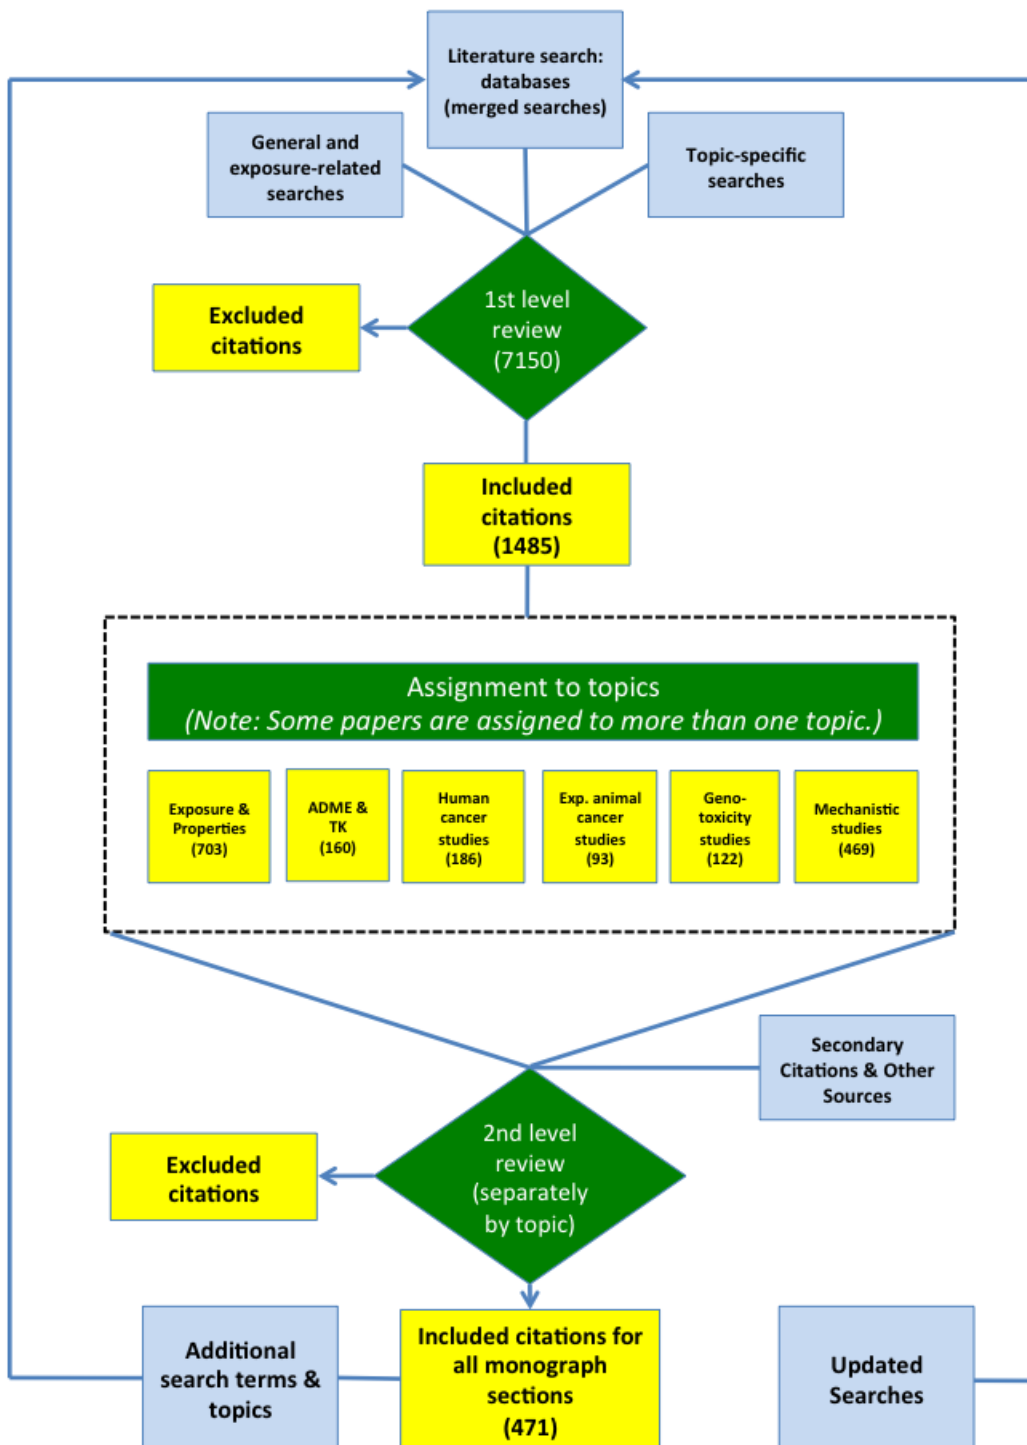 Literature search:
databases
(merged searches)
General and
exposure-related
searches
Topic-specific
searches
1st level
review
(7150)
Excluded
citations
Included
citations
(1485)
Assignment to topics
(Note: Some papers are assigned to more than one topic.)
Exposure &
Properties
(703)
ADME &
TK
(160)
Human
cancer
studies
(186)
Exp. animal
cancer
studies
(93)
Geno-
toxicity
studies
(122)
Mechanistic
studies
(469)
Secondary
Citations & Other
Sources
2nd level
review
(separately
by topic)
Excluded
citations
Additional
search terms &
topics
Included citations for
all monograph
sections
(471)
Updated
Searches